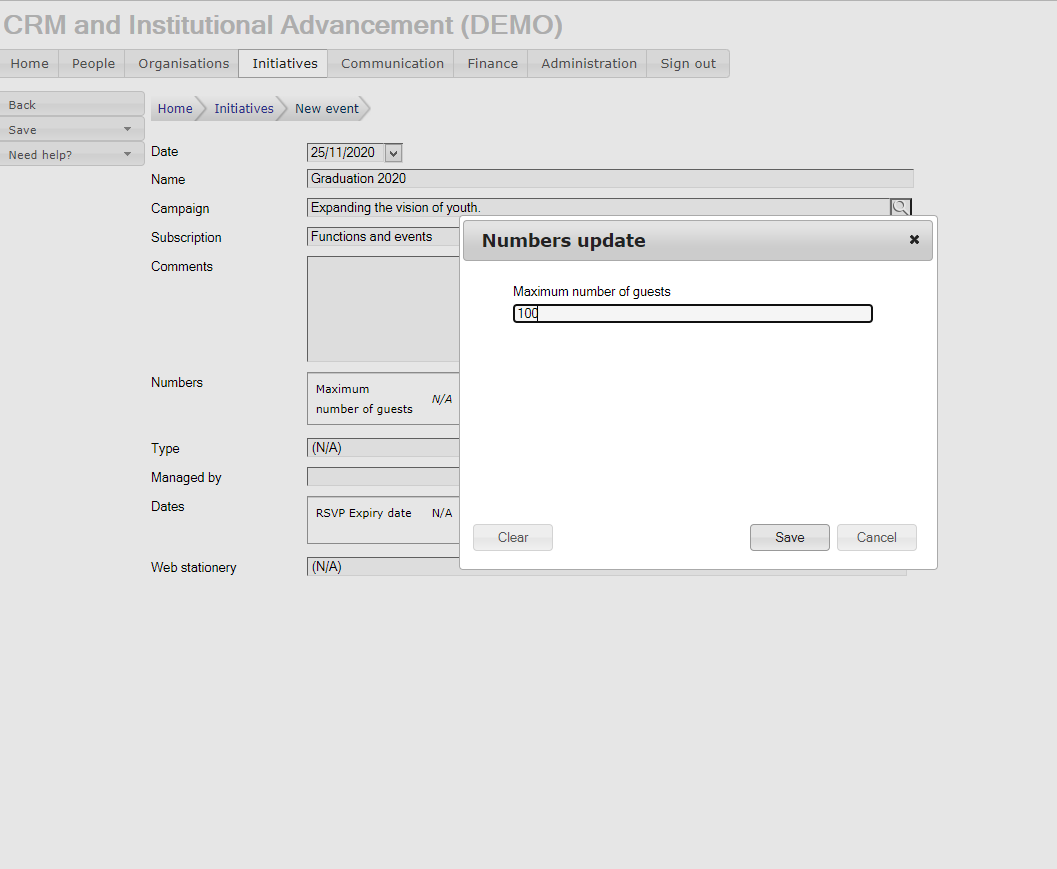 CRM and Institutional Advancement (DEMO)
Home People Organisations Initiatives Communication Finance Administration Sign out
Back
Save
Need help?
Home Initiatives New event
Date 25/11/2020
Name Graduation 2020
Campaign Expanding the vision of youth.
Subscription Functions and events
Comments
Numbers
Maximum
number of guests N/A
Type (N/A)
Managed by
Dates
RSVP Expiry date N/A
Web stationery (N/A)
Numbers update
Maximum number of guests
100
Clear Save Cancel